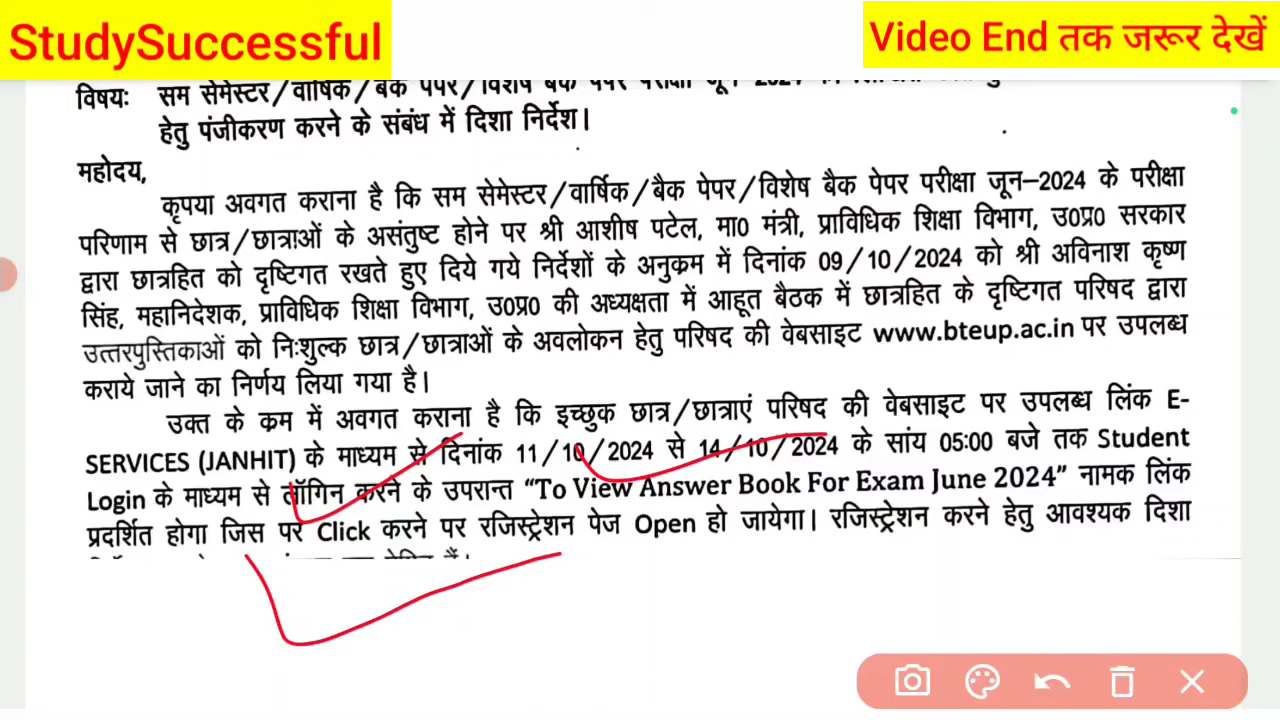 StudySuccessful
Video End तक जरूर देखें
विषयः सम सेमेस्टर/वार्षिक/बैक पेपर/विशेष बैक पेपर परीक्षा जून-2024
हेतु पंजीकरण करने के संबंध में दिशा निर्देश।
महोदय,
कृपया अवगत कराना है कि सम सेमेस्टर/वार्षिक/बैक पेपर/विशेष बैक पेपर परीक्षा जून–2024 के परीक्षा
परिणाम से छात्र/छात्राओं के असंतुष्ट होने पर श्री आशीष पटेल, मा0 मंत्री, प्राविधिक शिक्षा विभाग, उ0प्र0 सरकार
द्वारा छात्रहित को दृष्टिगत रखते हुए दिये गये निर्देशों के अनुक्रम में दिनांक 09/10/2024 को श्री अविनाश कृष्ण
सिंह, महानिदेशक, प्राविधिक शिक्षा विभाग, उ0प्र0 की अध्यक्षता में आहूत बैठक में छात्रहित के दृष्टिगत परिषद द्वारा
उत्तरपुस्तिकाओं को निःशुल्क छात्र/छात्राओं के अवलोकन हेतु परिषद की वेबसाइट www.bteup.ac.in पर उपलब्ध
कराये जाने का निर्णय लिया गया है।
उक्त के क्रम में अवगत कराना है कि इच्छुक छात्र/छात्राएं परिषद की वेबसाइट पर उपलब्ध लिंक E-
SERVICES (JANHIT) के माध्यम से दिनांक 11/10/2024 से 14/10/2024 के सांय 05:00 बजे तक Student
Login के माध्यम से लॉगिन करने के उपरान्त “To View Answer Book For Exam June 2024” नामक लिंक
प्रदर्शित होगा जिस पर Click करने पर रजिस्ट्रेशन पेज Open हो जायेगा। रजिस्ट्रेशन करने हेतु आवश्यक दिशा